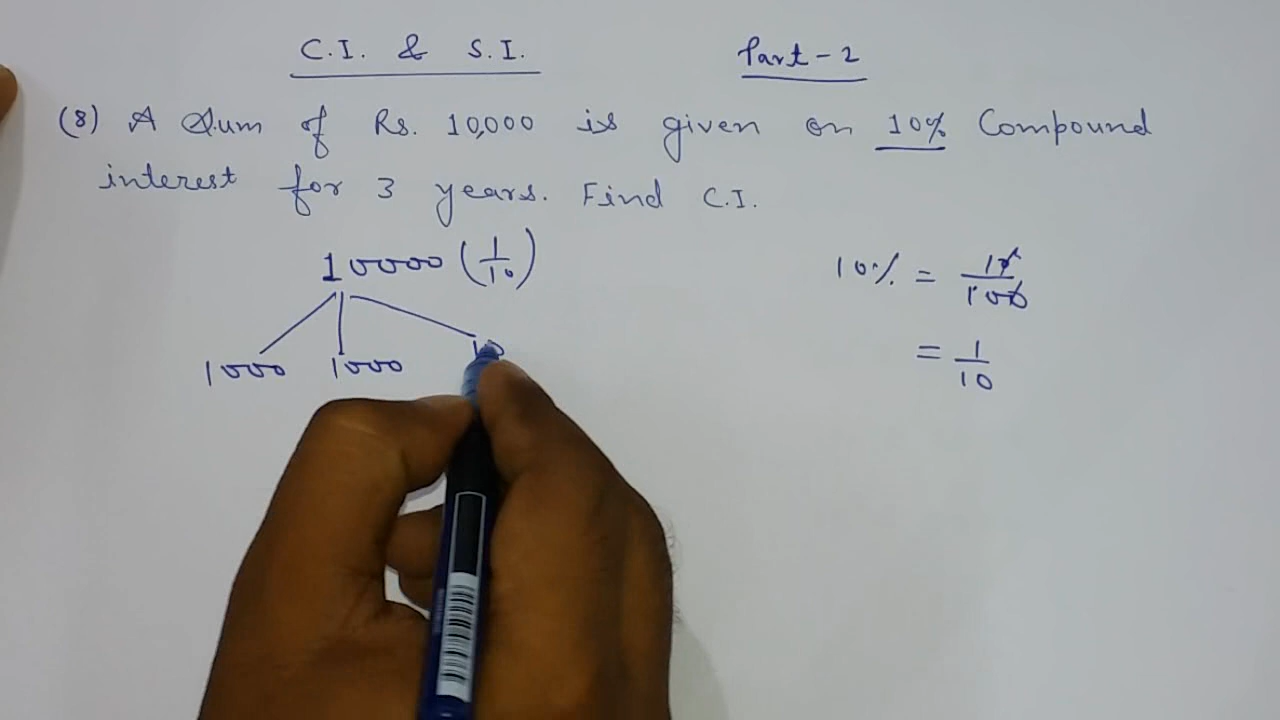 C.I. & S.I. Part-2
(8) A Sum of Rs. 10,000 is given on 10% Compound
interest for 3 years. Find C.I.
10000 (1/10)
1000 1000 10
10% = 10/100
= 1/10